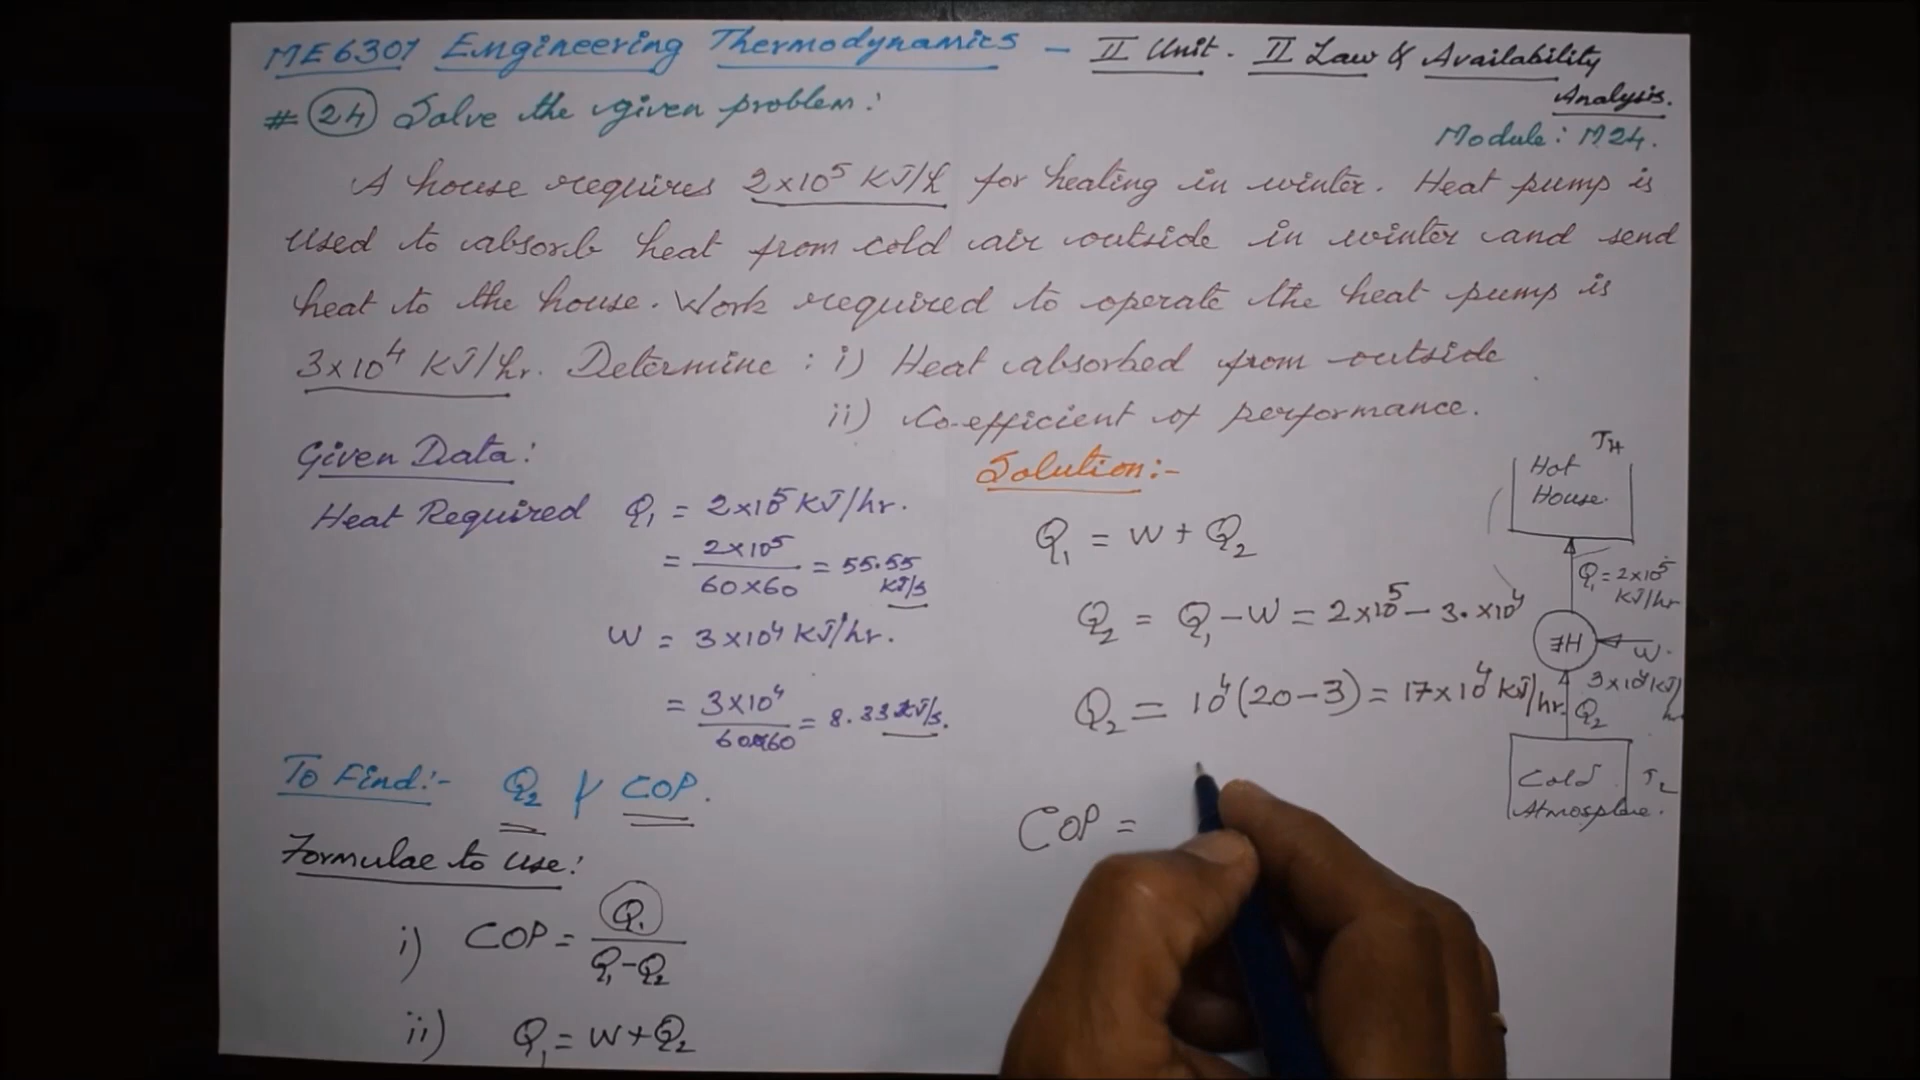 ME6301 Engineering Thermodynamics - II Unit. II Law & Availability
Analysis.
# 24 Solve the given problem:
Module: M24.
A house requires 2×10⁵ KJ/h for heating in winter. Heat pump is
used to absorb heat from cold air outside in winter and send
heat to the house. Work required to operate the heat pump is
3×10⁴ KJ/hr. Determine : i) Heat absorbed from outside
ii) Co-efficient of performance.
Given Data:
Heat Required Q₁ = 2×10⁵ KJ/hr.
= 2×10⁵ / 60×60 = 55.55 KJ/s
W = 3×10⁴ KJ/hr.
= 3×10⁴ / 60×60 = 8.33 KJ/s.
To Find:- Q₂ & COP.
Formulae to use:
i) COP = Q₁ / Q₁-Q₂
ii) Q₁ = W+Q₂
Solution:-
Q₁ = W + Q₂
Q₂ = Q₁ - W = 2×10⁵ - 3.×10⁴
Q₂ = 10⁴(20-3) = 17×10⁴ KJ/hr.
COP =
TH
Hot
House.
Q₁ = 2×10⁵
KJ/hr
W.
3×10⁴ KJ/
hr
Q₂
Cold
Atmosphere.
TL